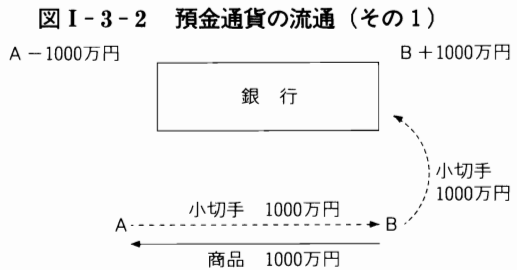 図Ⅰ-3-2 預金通貨の流通（その1）
A－1000万円
B＋1000万円
銀 行
小切手
1000万円
小切手 1000万円
A
B
商品 1000万円